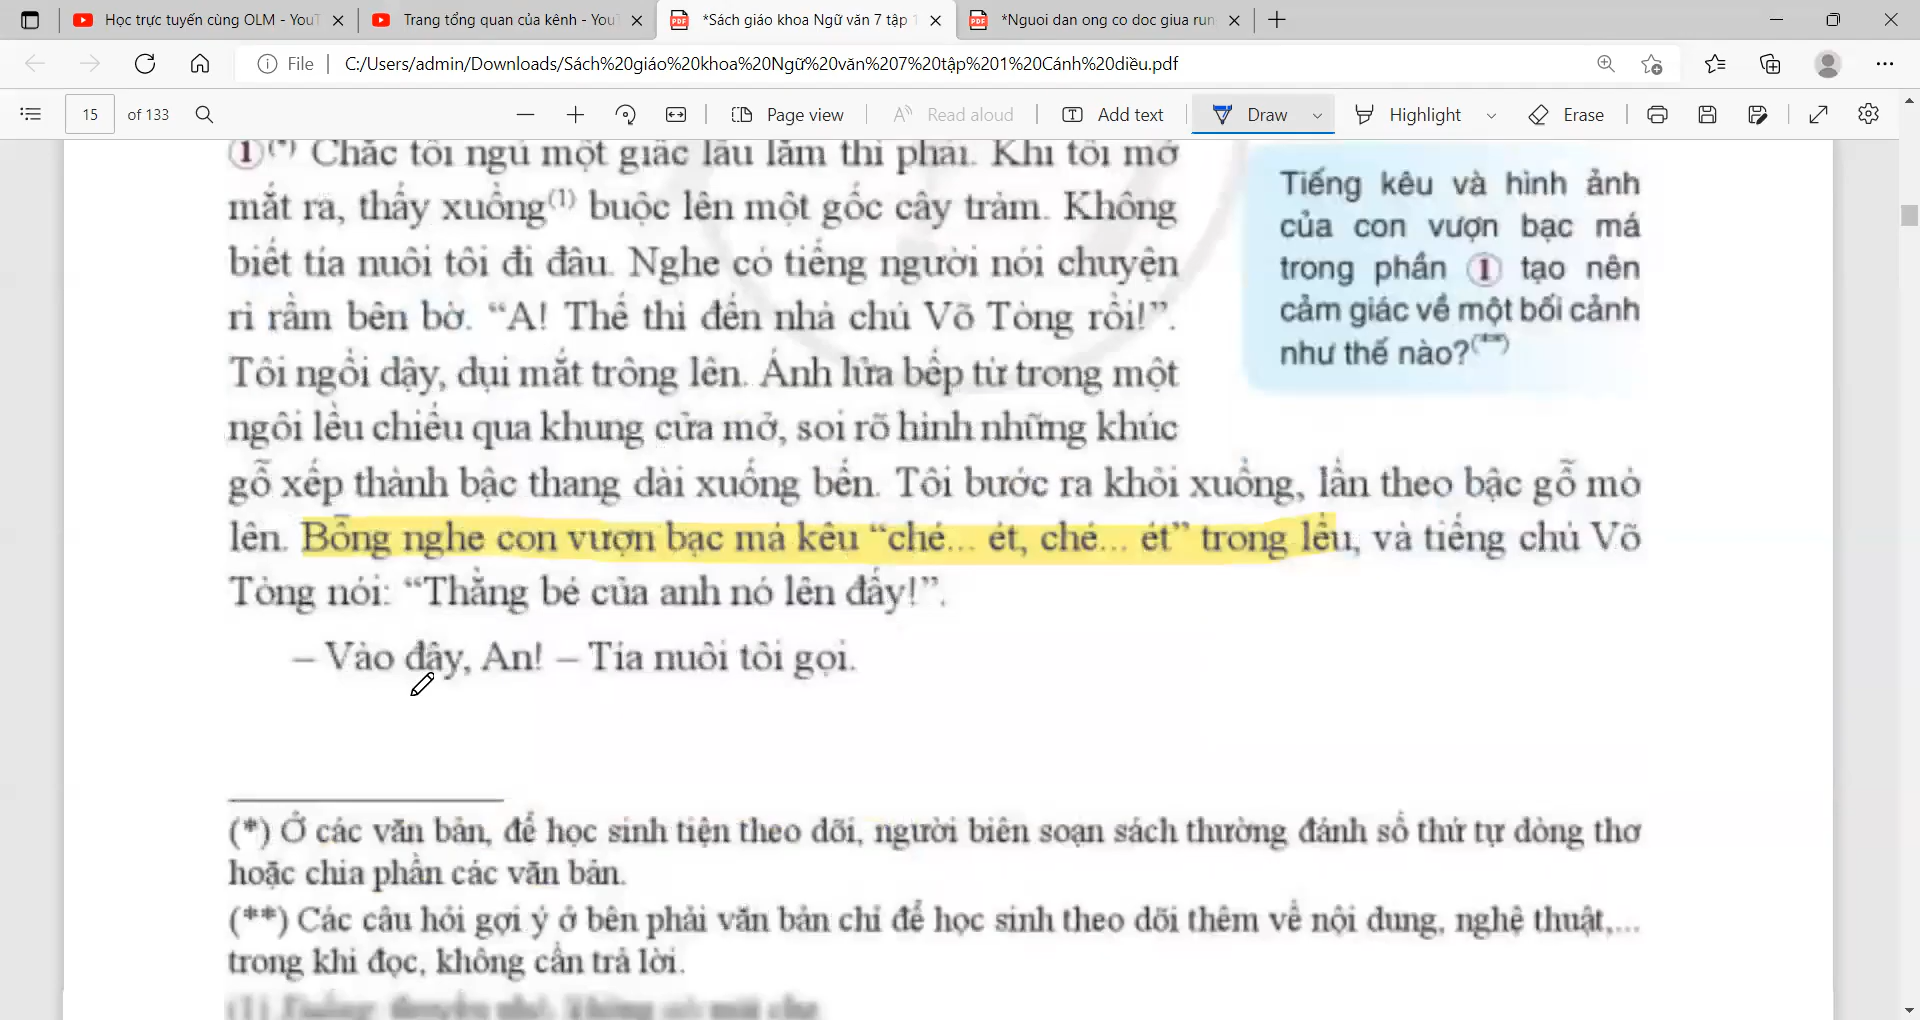 Học trực tuyến cùng OLM - YouT
Trang tổng quan của kênh - You
*Sách giáo khoa Ngữ văn 7 tập 1
*Nguoi dan ong co doc giua run
File
C:/Users/admin/Downloads/Sách%20giáo%20khoa%20Ngữ%20văn%207%20tập%201%20Cánh%20diều.pdf
15 of 133
Page view
Read aloud
Add text
Draw
Highlight
Erase
① (*) Chắc tôi ngủ một giấc lâu lắm thì phải. Khi tôi mở
mắt ra, thấy xuồng(1) buộc lên một gốc cây tràm. Không
biết tía nuôi tôi đi đâu. Nghe có tiếng người nói chuyện
rì rầm bên bờ. “A! Thế thì đến nhà chú Võ Tòng rồi!”.
Tôi ngồi dậy, dụi mắt trông lên. Ánh lửa bếp từ trong một
ngôi lều chiếu qua khung cửa mở, soi rõ hình những khúc
gỗ xếp thành bậc thang dài xuống bến. Tôi bước ra khỏi xuồng, lần theo bậc gỗ mò
lên. Bỗng nghe con vượn bạc má kêu “ché... ét, ché... ét” trong lều, và tiếng chú Võ
Tòng nói: “Thằng bé của anh nó lên đấy!”.
– Vào đây, An! – Tía nuôi tôi gọi.
Tiếng kêu và hình ảnh
của con vượn bạc má
trong phần ① tạo nên
cảm giác về một bối cảnh
như thế nào?(**)
(*) Ở các văn bản, để học sinh tiện theo dõi, người biên soạn sách thường đánh số thứ tự dòng thơ
hoặc chia phần các văn bản.
(**) Các câu hỏi gợi ý ở bên phải văn bản chỉ để học sinh theo dõi thêm về nội dung, nghệ thuật,...
trong khi đọc, không cần trả lời.